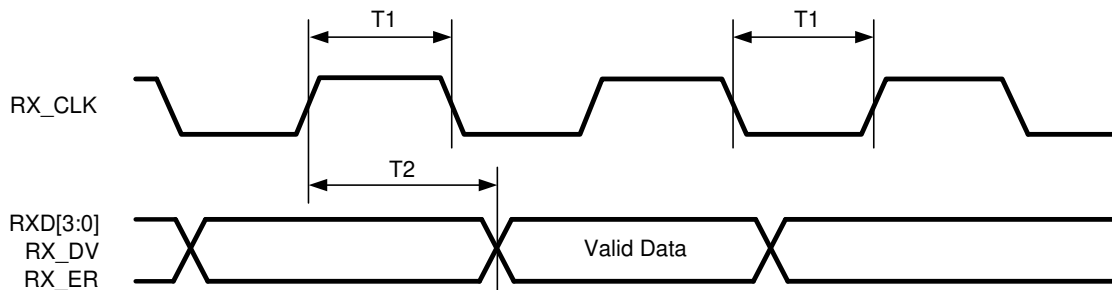 T1 T1
RX_CLK
T2
RXD[3:0]
RX_DV Valid Data
RX_ER